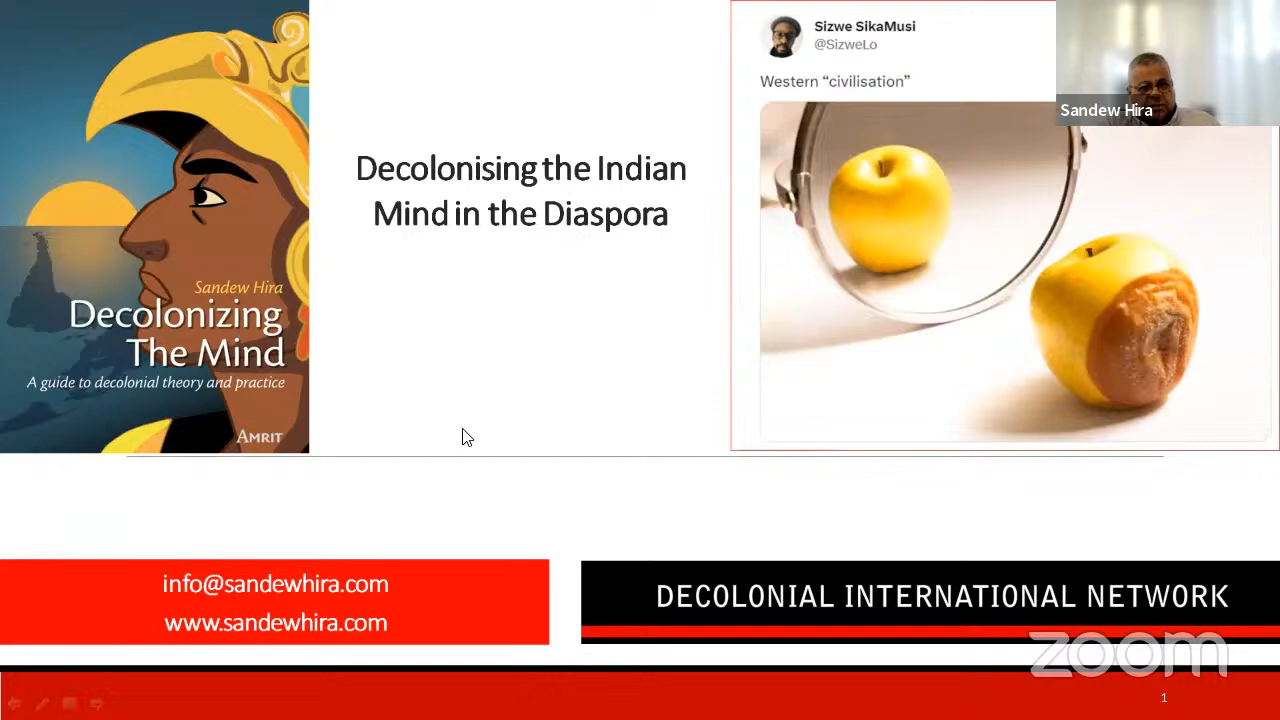 Sandew Hira
Decolonizing
The Mind
A guide to decolonial theory and practice
AMRIT
Decolonising the Indian
Mind in the Diaspora
Sizwe SikaMusi
@SizweLo
Western “civilisation”
Sandew Hira
info@sandewhira.com
www.sandewhira.com
DECOLONIAL INTERNATIONAL NETWORK
zoom
1